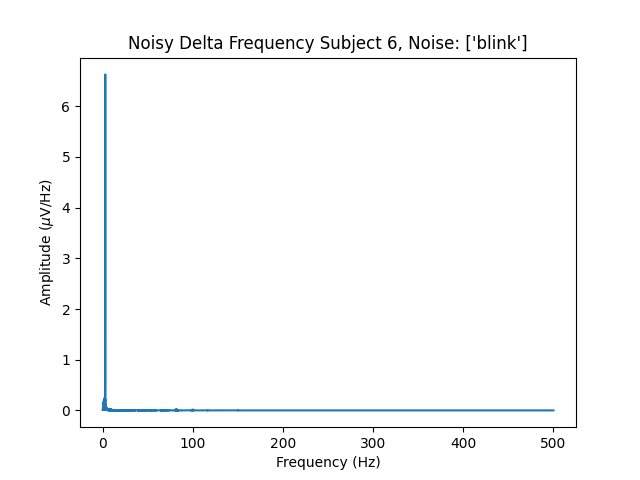 Noisy Delta Frequency Subject 6, Noise: ['blink']
Amplitude (μV/Hz)
6
5
4
3
2
1
0
0 100 200 300 400 500
Frequency (Hz)